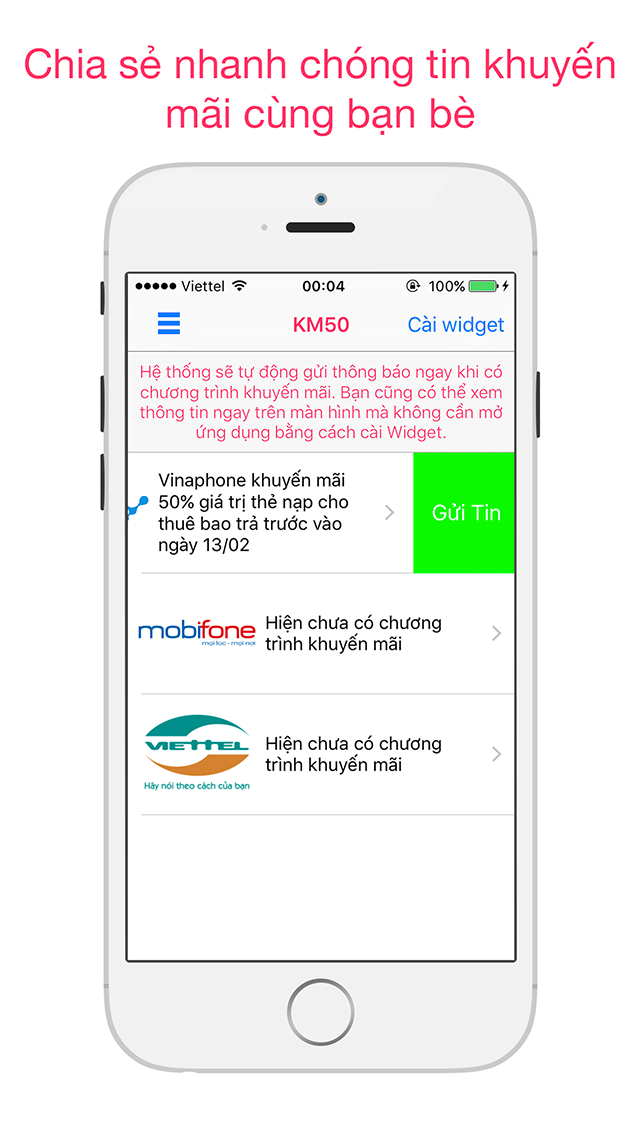 Chia sẻ nhanh chóng tin khuyến
mãi cùng bạn bè
Viettel 00:04 100%
KM50 Cài widget
Hệ thống sẽ tự động gửi thông báo ngay khi có
chương trình khuyến mãi. Bạn cũng có thể xem
thông tin ngay trên màn hình mà không cần mở
ứng dụng bằng cách cài Widget.
Vinaphone khuyến mãi
50% giá trị thẻ nạp cho
thuê bao trả trước vào
ngày 13/02
Gửi Tin
mobifone
mọi lúc - mọi nơi
Hiện chưa có chương
trình khuyến mãi
VIETTEL
Hãy nói theo cách của bạn
Hiện chưa có chương
trình khuyến mãi